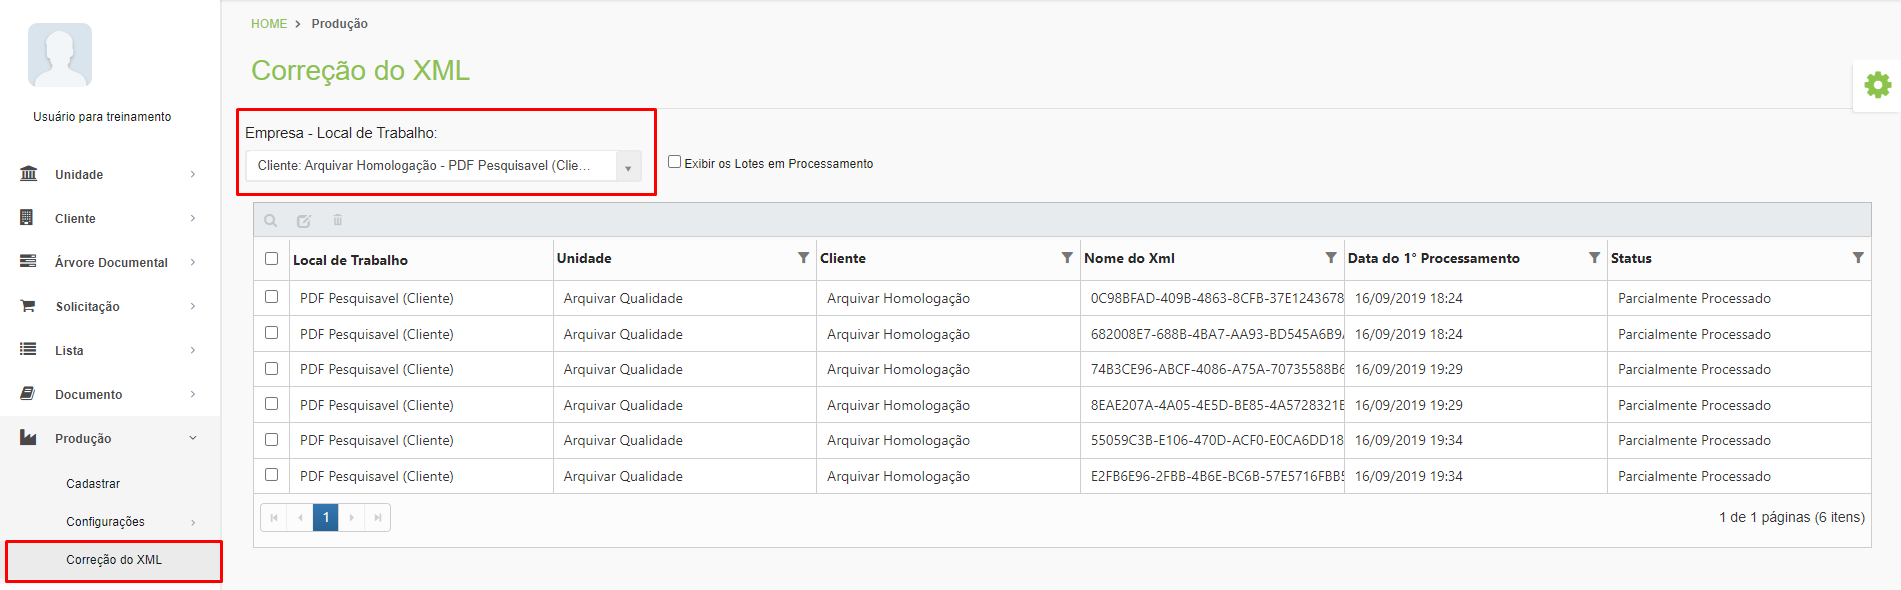 HOME > Produção
Correção do XML
Usuário para treinamento
Unidade
Cliente
Árvore Documental
Solicitação
Lista
Documento
Produção
Cadastrar
Configurações
Correção do XML
Empresa - Local de Trabalho:
Cliente: Arquivar Homologação - PDF Pesquisavel (Clie...
Exibir os Lotes em Processamento
Local de Trabalho Unidade Cliente Nome do Xml Data do 1° Processamento Status
PDF Pesquisavel (Cliente) Arquivar Qualidade Arquivar Homologação 0C98BFAD-409B-4863-8CFB-37E1243678 16/09/2019 18:24 Parcialmente Processado
PDF Pesquisavel (Cliente) Arquivar Qualidade Arquivar Homologação 682008E7-688B-4BA7-AA93-BD545A6B9A 16/09/2019 18:24 Parcialmente Processado
PDF Pesquisavel (Cliente) Arquivar Qualidade Arquivar Homologação 74B3CE96-ABCF-4086-A75A-70735588B6 16/09/2019 19:29 Parcialmente Processado
PDF Pesquisavel (Cliente) Arquivar Qualidade Arquivar Homologação 8EAE207A-4A05-4E5D-BE85-4A5728321E 16/09/2019 19:29 Parcialmente Processado
PDF Pesquisavel (Cliente) Arquivar Qualidade Arquivar Homologação 55059C3B-E106-470D-ACF0-E0CA6DD18 16/09/2019 19:34 Parcialmente Processado
PDF Pesquisavel (Cliente) Arquivar Qualidade Arquivar Homologação E2FB6E96-2FBB-4B6E-BC6B-57E5716FBB5 16/09/2019 19:34 Parcialmente Processado
1
1 de 1 páginas (6 itens)